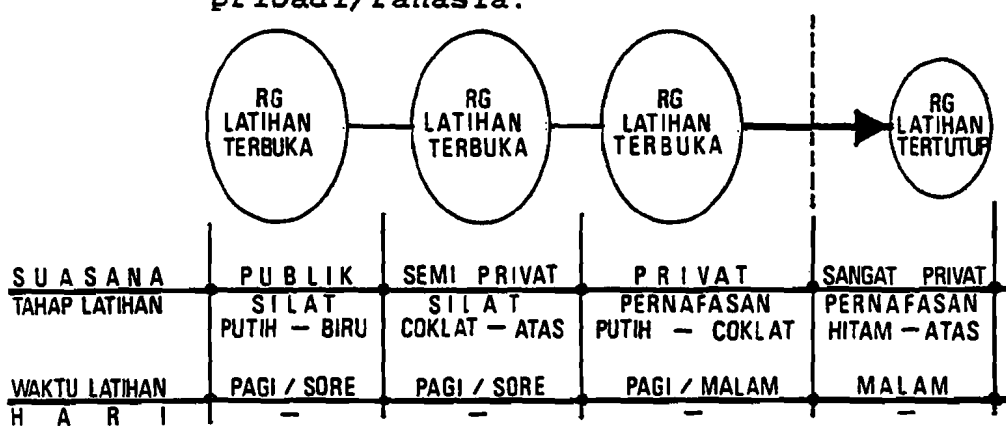 pribadi/rahasia.
RG
LATIHAN
TERBUKA
RG
LATIHAN
TERBUKA
RG
LATIHAN
TERBUKA
RG
LATIHAN
TERTUTUP
SUASANA PUBLIK SEMI PRIVAT PRIVAT SANGAT PRIVAT
TAHAP LATIHAN SILAT SILAT PERNAFASAN PERNAFASAN
PUTIH – BIRU COKLAT – ATAS PUTIH – COKLAT HITAM – ATAS
WAKTU LATIHAN PAGI / SORE PAGI / SORE PAGI / MALAM MALAM
HARI – – – –